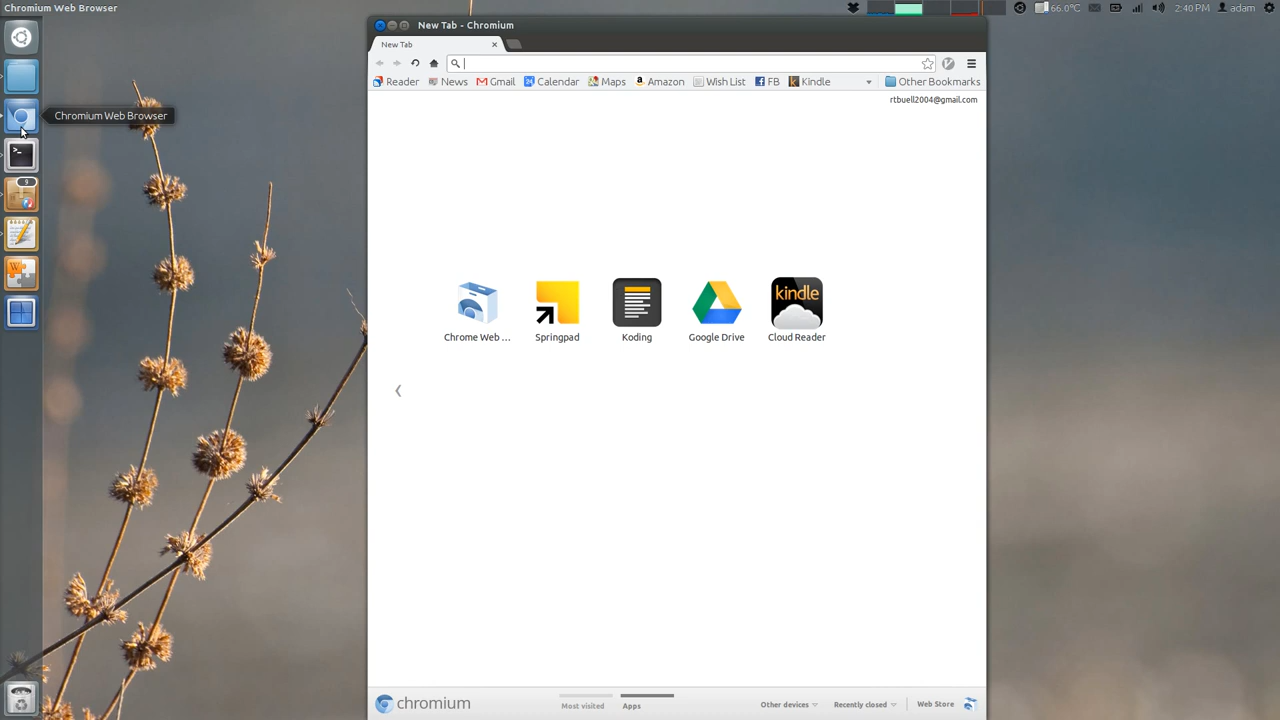 Chromium Web Browser
66.0℃
2:40 PM
adam
New Tab - Chromium
New Tab
Reader
News
Gmail
24
Calendar
Maps
Amazon
Wish List
FB
Kindle
Other Bookmarks
rtbuell2004@gmail.com
Chromium Web Browser
9
kindle
Chrome Web ...
Springpad
Koding
Google Drive
Cloud Reader
chromium
Most visited
Apps
Other devices
Recently closed
Web Store